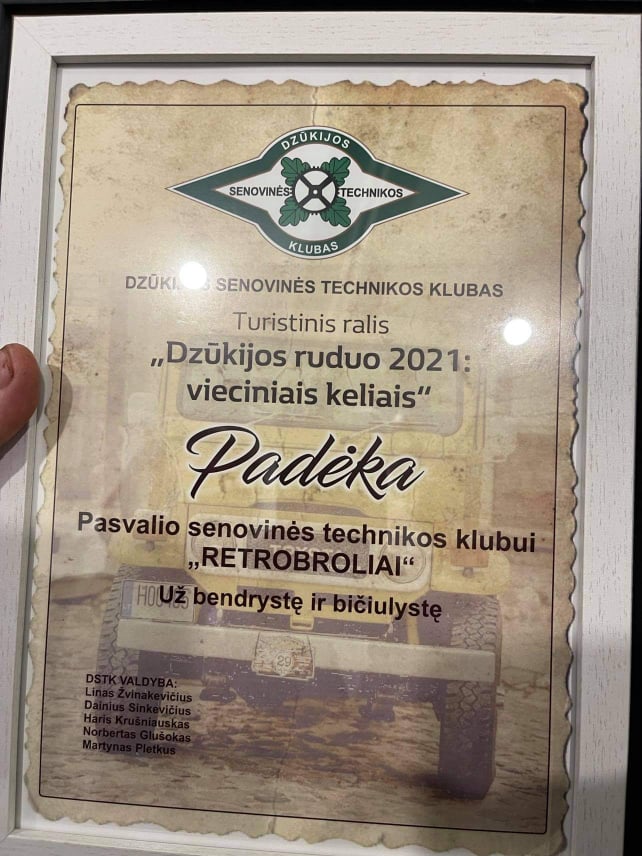 DZŪKIJOS
SENOVINĖS TECHNIKOS
KLUBAS
SENOVINĖS TECHNIKOS KLUBAS
Turistinis ralis
„Dzūkijos ruduo 2021:
vieciniais keliais“
Padėka
Pasvalio senovinės technikos klubui
„RETROBROLIAI“
Už bendrystę ir bičiulystę
29
DSTK VALDYBA:
Linas Žvinakevičius
Dainius Sinkevičius
Haris Krušniauskas
Norbertas Glušokas
Martynas Pletkus